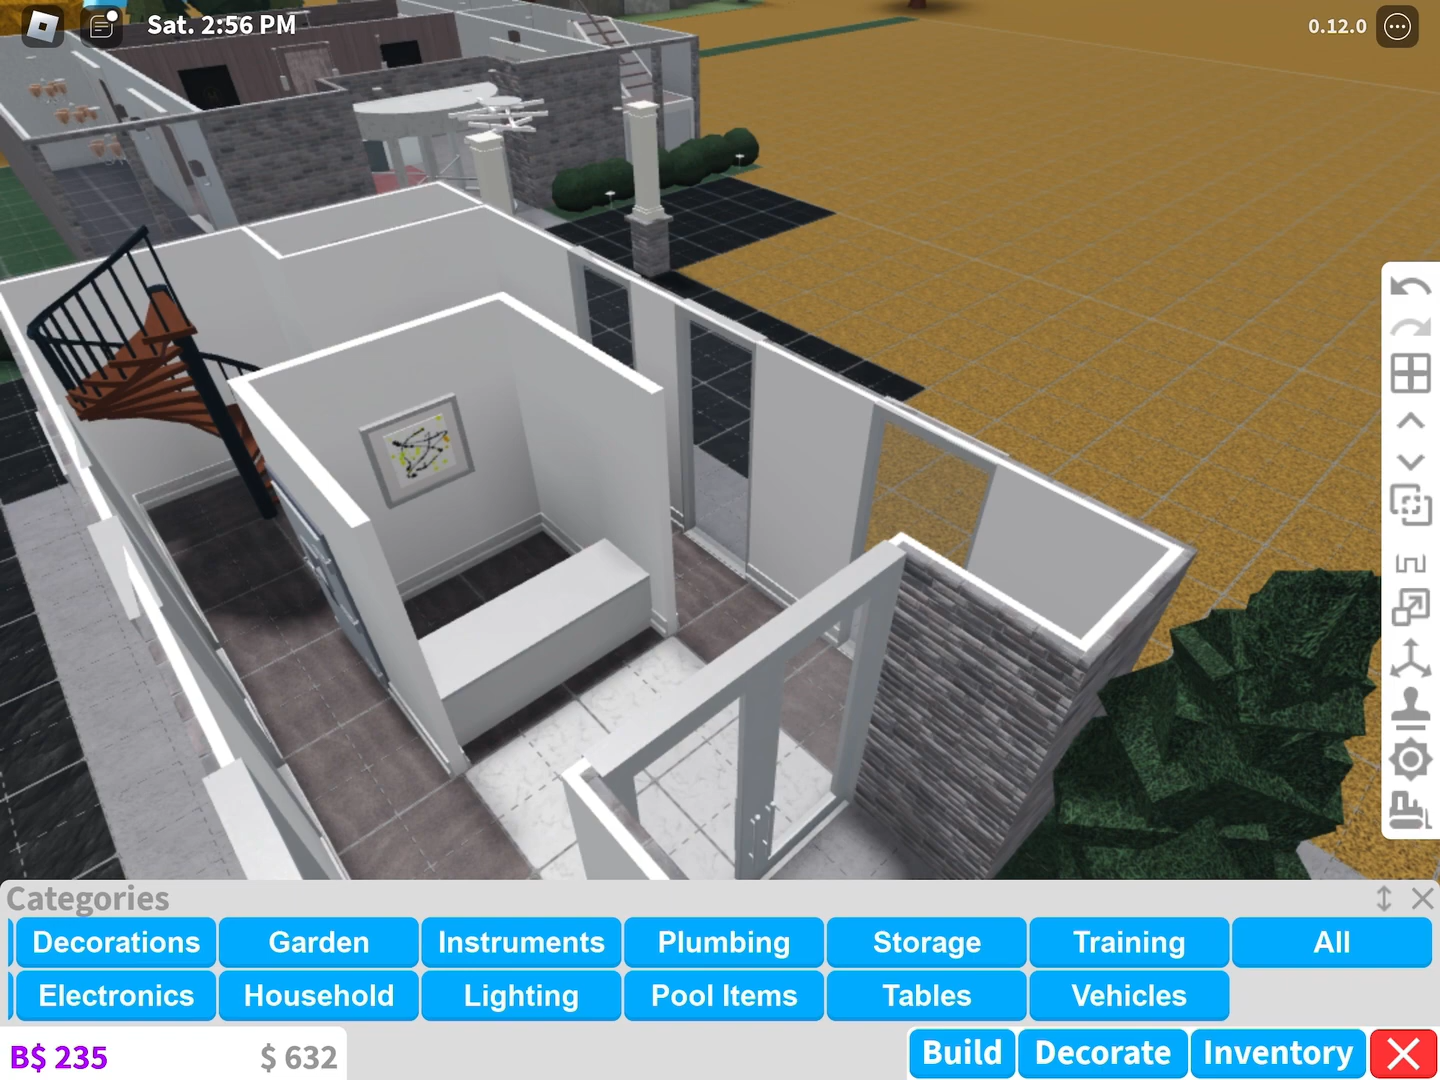 Sat. 2:56 PM
0.12.0
Categories
Decorations Garden Instruments Plumbing Storage Training All
Electronics Household Lighting Pool Items Tables Vehicles
B$ 235 $ 632 Build Decorate Inventory